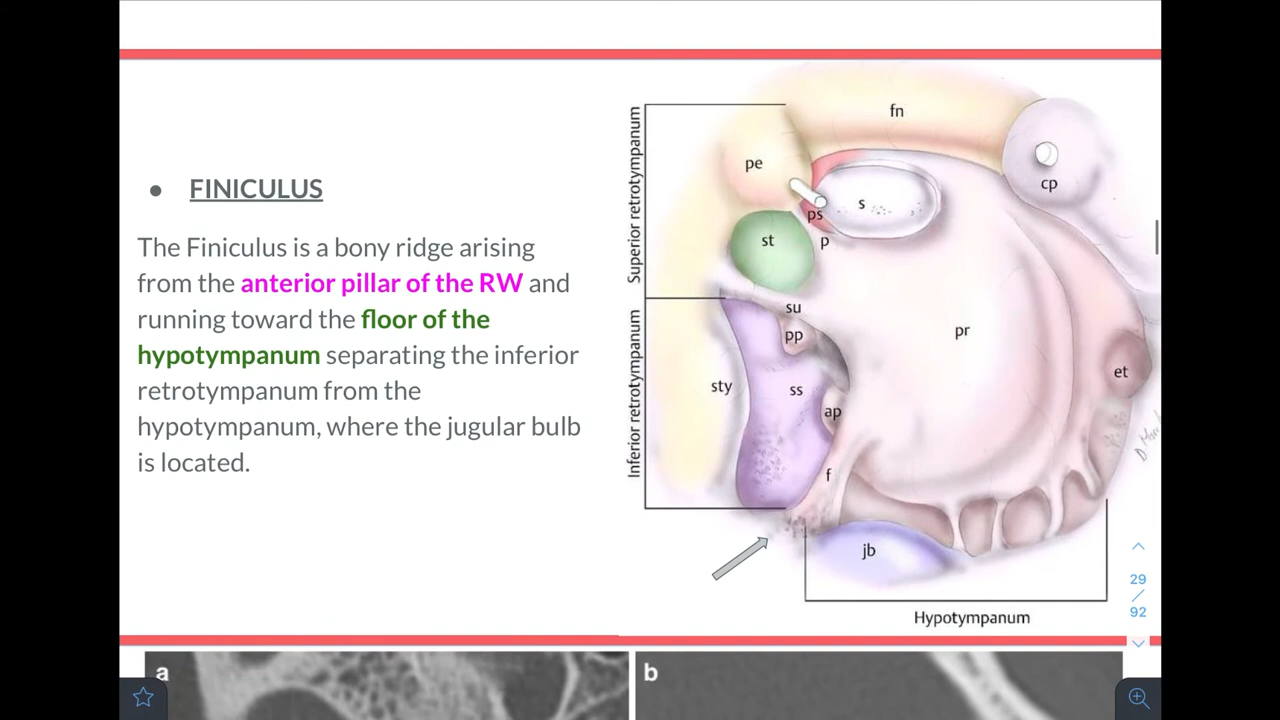 ● FINICULUS
The Finiculus is a bony ridge arising
from the anterior pillar of the RW and
running toward the floor of the
hypotympanum separating the inferior
retrotympanum from the
hypotympanum, where the jugular bulb
is located.
Superior retrotympanum
Inferior retrotympanum
fn
pe
cp
s
ps
st
p
su
pp
pr
et
sty
ss
ap
f
jb
Hypotympanum
29
/
92
a
b